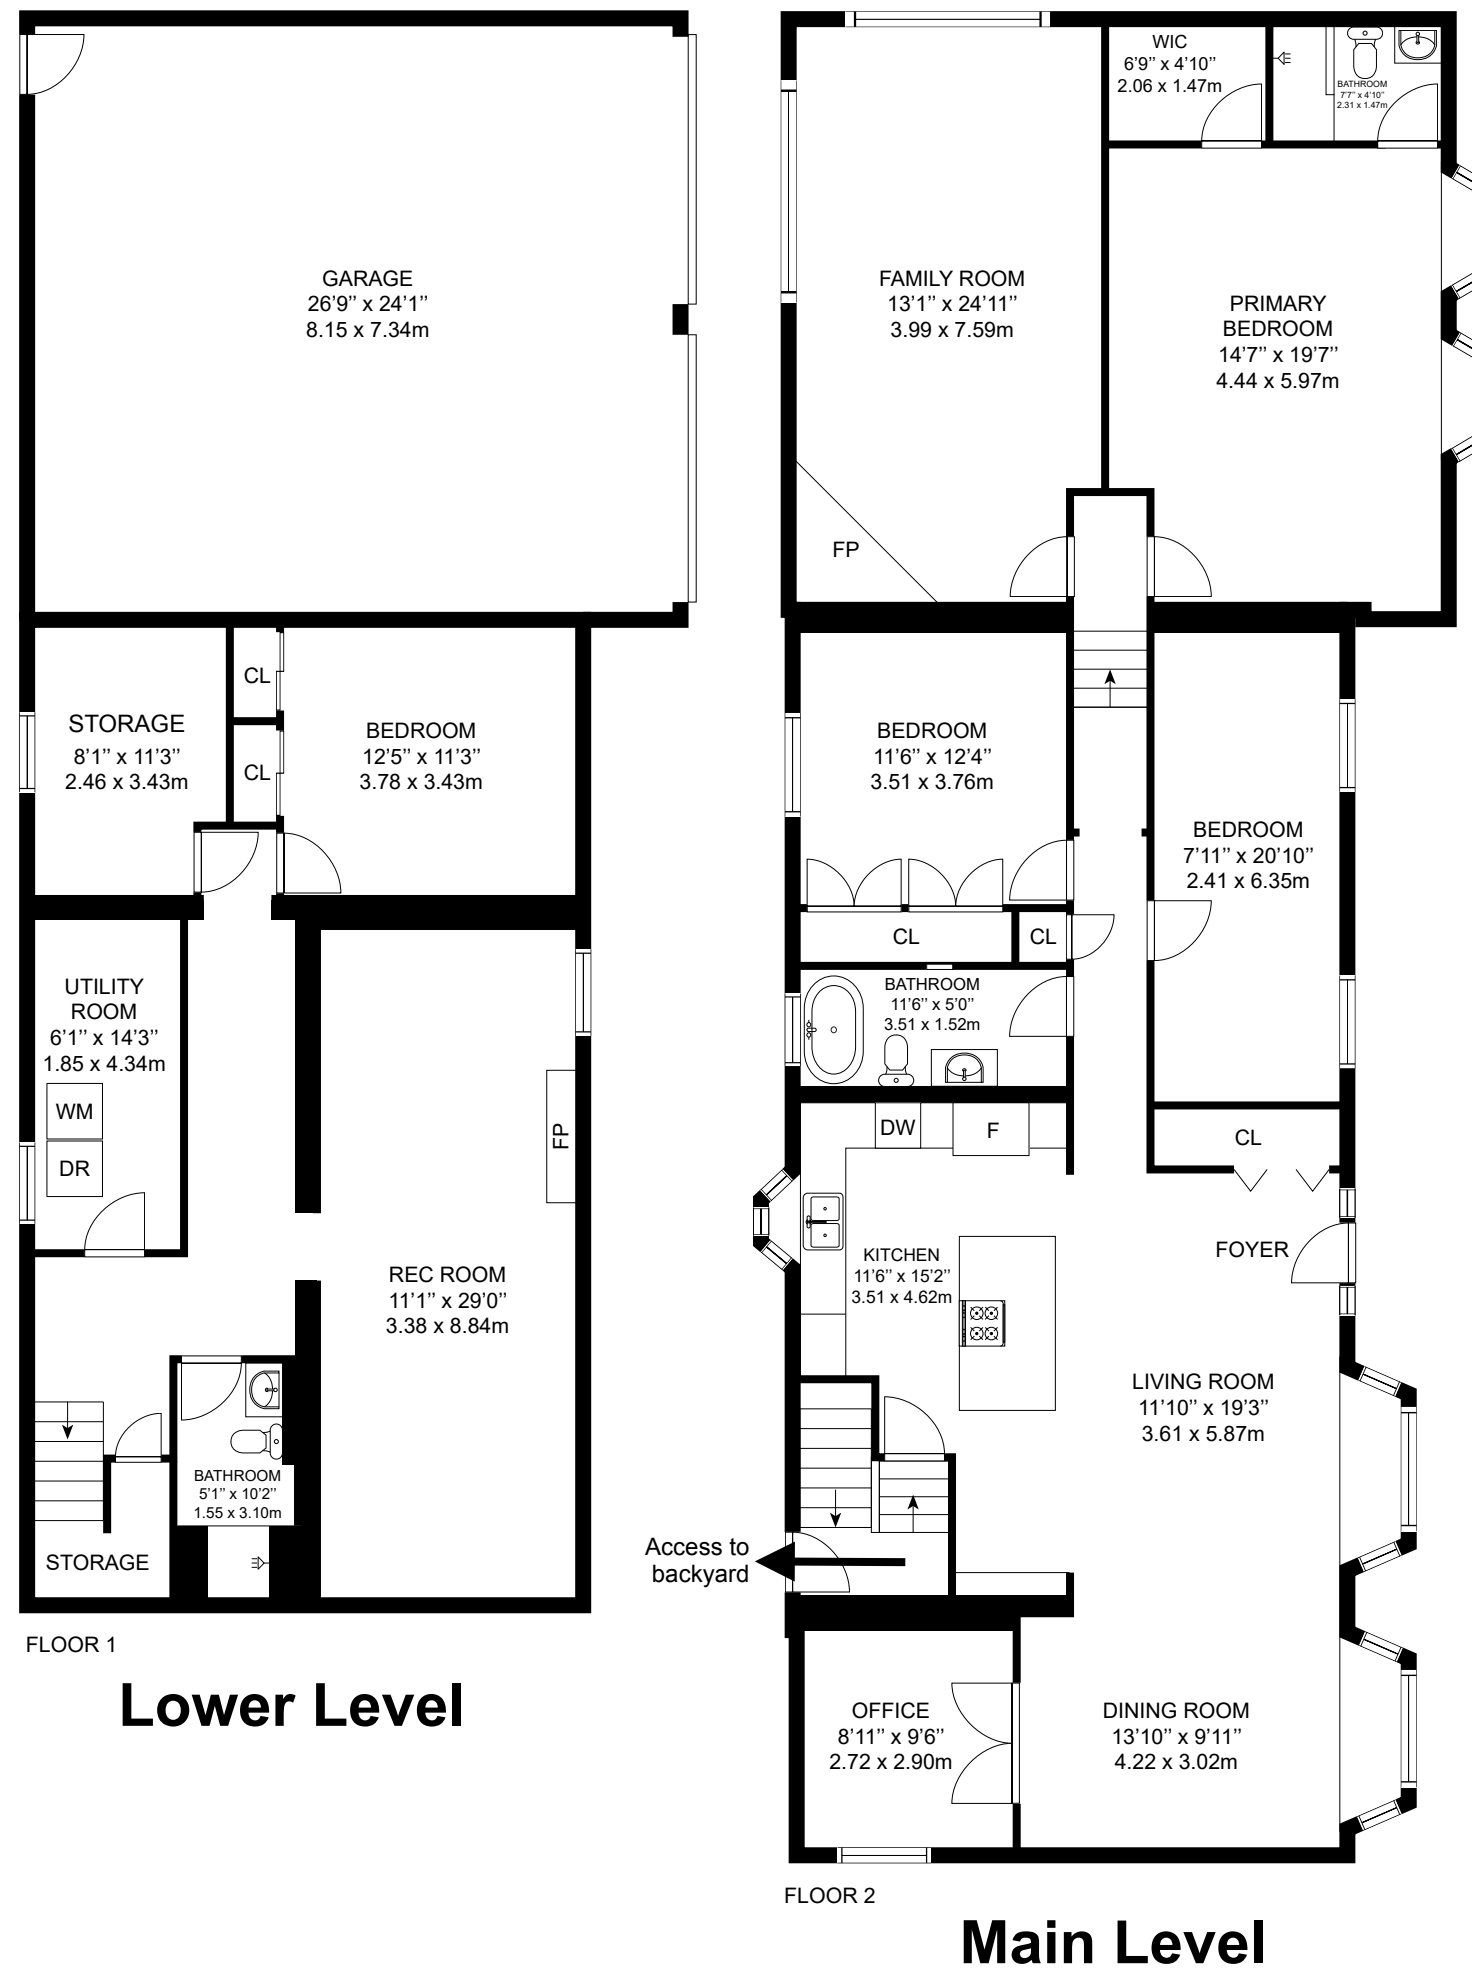 GARAGE
26’9’’ x 24’1’’
8.15 x 7.34m
STORAGE
8’1’’ x 11’3’’
2.46 x 3.43m
CL
CL
BEDROOM
12’5’’ x 11’3’’
3.78 x 3.43m
UTILITY
ROOM
6’1’’ x 14’3’’
1.85 x 4.34m
WM
DR
FP
REC ROOM
11’1’’ x 29’0’’
3.38 x 8.84m
BATHROOM
5’1’’ x 10’2’’
1.55 x 3.10m
STORAGE
FLOOR 1
Lower Level
WIC
6’9’’ x 4’10’’
2.06 x 1.47m
BATHROOM
7’7’’ x 4’10’’
2.31 x 1.47m
FAMILY ROOM
13’1’’ x 24’11’’
3.99 x 7.59m
PRIMARY
BEDROOM
14’7’’ x 19’7’’
4.44 x 5.97m
FP
BEDROOM
11’6’’ x 12’4’’
3.51 x 3.76m
BEDROOM
7’11’’ x 20’10’’
2.41 x 6.35m
CL
CL
BATHROOM
11’6’’ x 5’0’’
3.51 x 1.52m
DW
F
CL
KITCHEN
11’6’’ x 15’2’’
3.51 x 4.62m
FOYER
LIVING ROOM
11’10’’ x 19’3’’
3.61 x 5.87m
Access to
backyard
OFFICE
8’11’’ x 9’6’’
2.72 x 2.90m
DINING ROOM
13’10’’ x 9’11’’
4.22 x 3.02m
FLOOR 2
Main Level